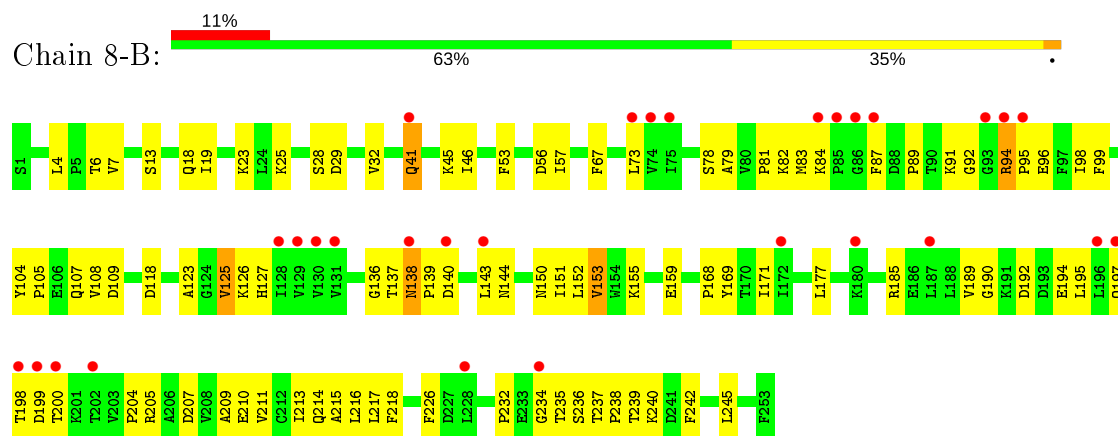 11%
Chain 8-B:
63% 35% •
S1 L4 P5 T6 V7 S13 Q18 I19 K23 L24 K25 S28 D29 V32 Q41 K45 I46 F53 D56 I57 F67 L73 V74 I75 S78 A79 V80 P81 K82 M83 K84 P85 G86 F87 D88 P89 T90 K91 G92 G93 R94 P95 E96 F97 I98 F99
Y104 P105 E106 Q107 V108 D109 D118 A123 G124 V125 K126 H127 I128 V129 V130 V131 G136 T137 N138 P139 D140 L143 N144 N150 I151 L152 V153 W154 K155 E159 P168 Y169 T170 I171 I172 L177 K180 R185 E186 L187 L188 V189 G190 K191 D192 D193 E194 L195 L196 Q197
T198 D199 T200 K201 T202 V203 P204 R205 A206 D207 V208 A209 E210 V211 C212 I213 Q214 A215 L216 L217 F218 F226 D227 L228 P232 E233 G234 T235 S236 T237 P238 T239 K240 D241 F242 L245 F253